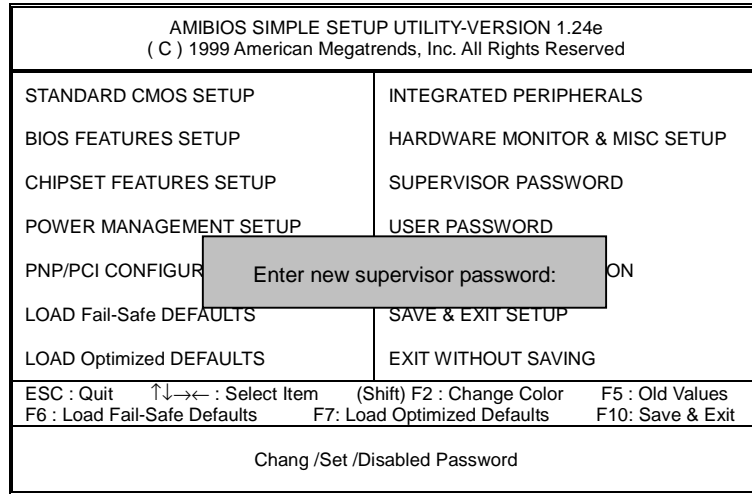 AMIBIOS SIMPLE SETUP UTILITY-VERSION 1.24e
( C ) 1999 American Megatrends, Inc. All Rights Reserved
STANDARD CMOS SETUP
BIOS FEATURES SETUP
CHIPSET FEATURES SETUP
POWER MANAGEMENT SETUP
PNP/PCI CONFIGUR
LOAD Fail-Safe DEFAULTS
LOAD Optimized DEFAULTS
INTEGRATED PERIPHERALS
HARDWARE MONITOR & MISC SETUP
SUPERVISOR PASSWORD
USER PASSWORD
ON
SAVE & EXIT SETUP
EXIT WITHOUT SAVING
Enter new supervisor password:
ESC : Quit ↑↓→← : Select Item (Shift) F2 : Change Color F5 : Old Values
F6 : Load Fail-Safe Defaults F7: Load Optimized Defaults F10: Save & Exit
Chang /Set /Disabled Password